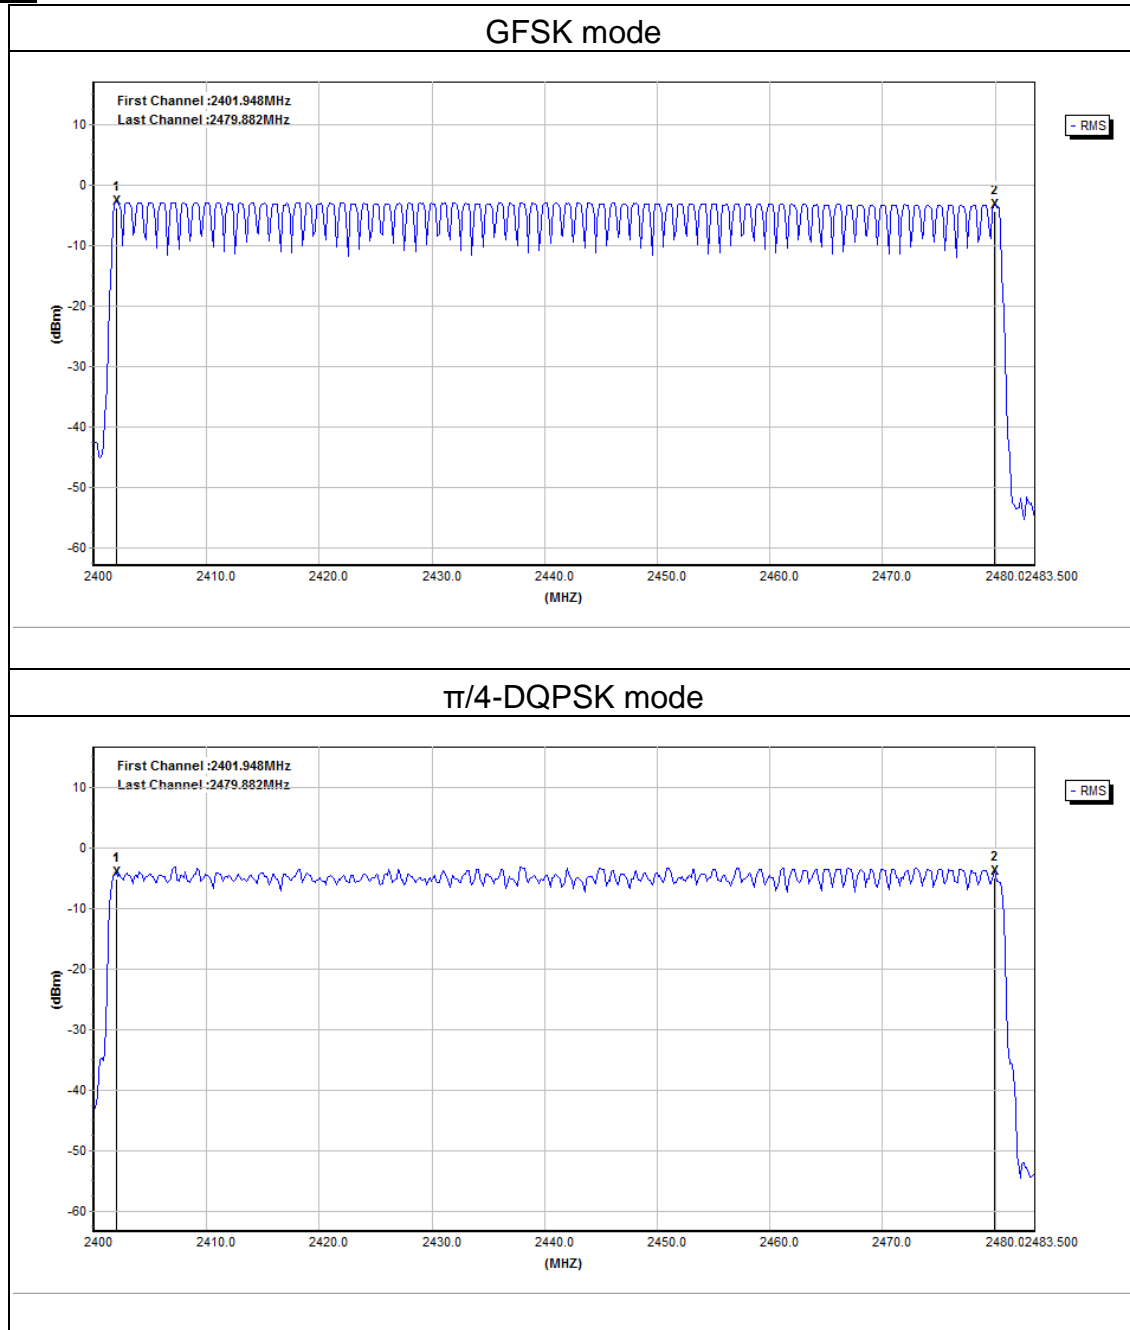 GFSK mode
First Channel :2401.948MHz
Last Channel :2479.882MHz
- RMS
10
0
-10
-20
-30
-40
-50
-60
(dBm)
1
X
2
X
2400 2410.0 2420.0 2430.0 2440.0 2450.0 2460.0 2470.0 2480.02483.500
(MHZ)
π/4-DQPSK mode
First Channel :2401.948MHz
Last Channel :2479.882MHz
- RMS
10
0
-10
-20
-30
-40
-50
-60
(dBm)
1
X
2
X
2400 2410.0 2420.0 2430.0 2440.0 2450.0 2460.0 2470.0 2480.02483.500
(MHZ)